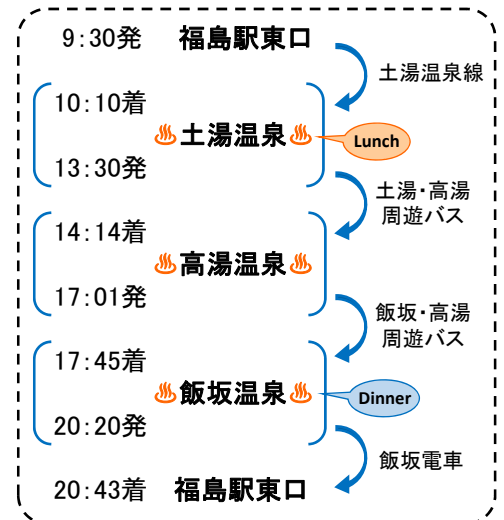 9:30発 福島駅東口
土湯温泉線
10:10着
♨土湯温泉♨
Lunch
13:30発
土湯・高湯
周遊バス
14:14着
♨高湯温泉♨
17:01発
飯坂・高湯
周遊バス
17:45着
♨飯坂温泉♨
Dinner
20:20発
飯坂電車
20:43着 福島駅東口